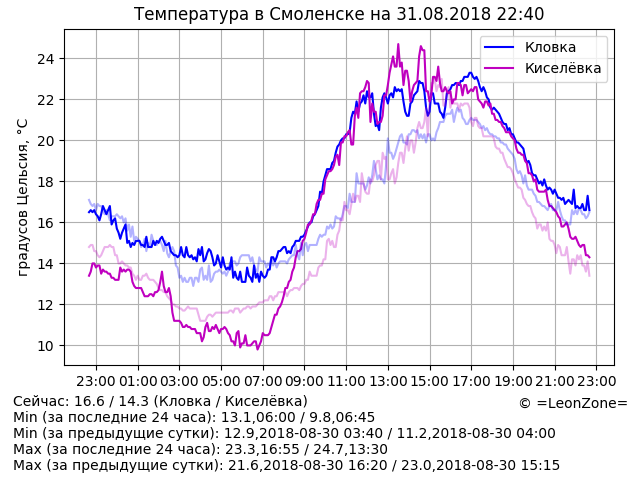 Температура в Смоленске на 31.08.2018 22:40
Кловка
Киселёвка
градусов Цельсия, °C
24
22
20
18
16
14
12
10
23:00 01:00 03:00 05:00 07:00 09:00 11:00 13:00 15:00 17:00 19:00 21:00 23:00
Сейчас: 16.6 / 14.3 (Кловка / Киселёвка)
© =LeonZone=
Min (за последние 24 часа): 13.1,06:00 / 9.8,06:45
Min (за предыдущие сутки): 12.9,2018-08-30 03:40 / 11.2,2018-08-30 04:00
Max (за последние 24 часа): 23.3,16:55 / 24.7,13:30
Max (за предыдущие сутки): 21.6,2018-08-30 16:20 / 23.0,2018-08-30 15:15